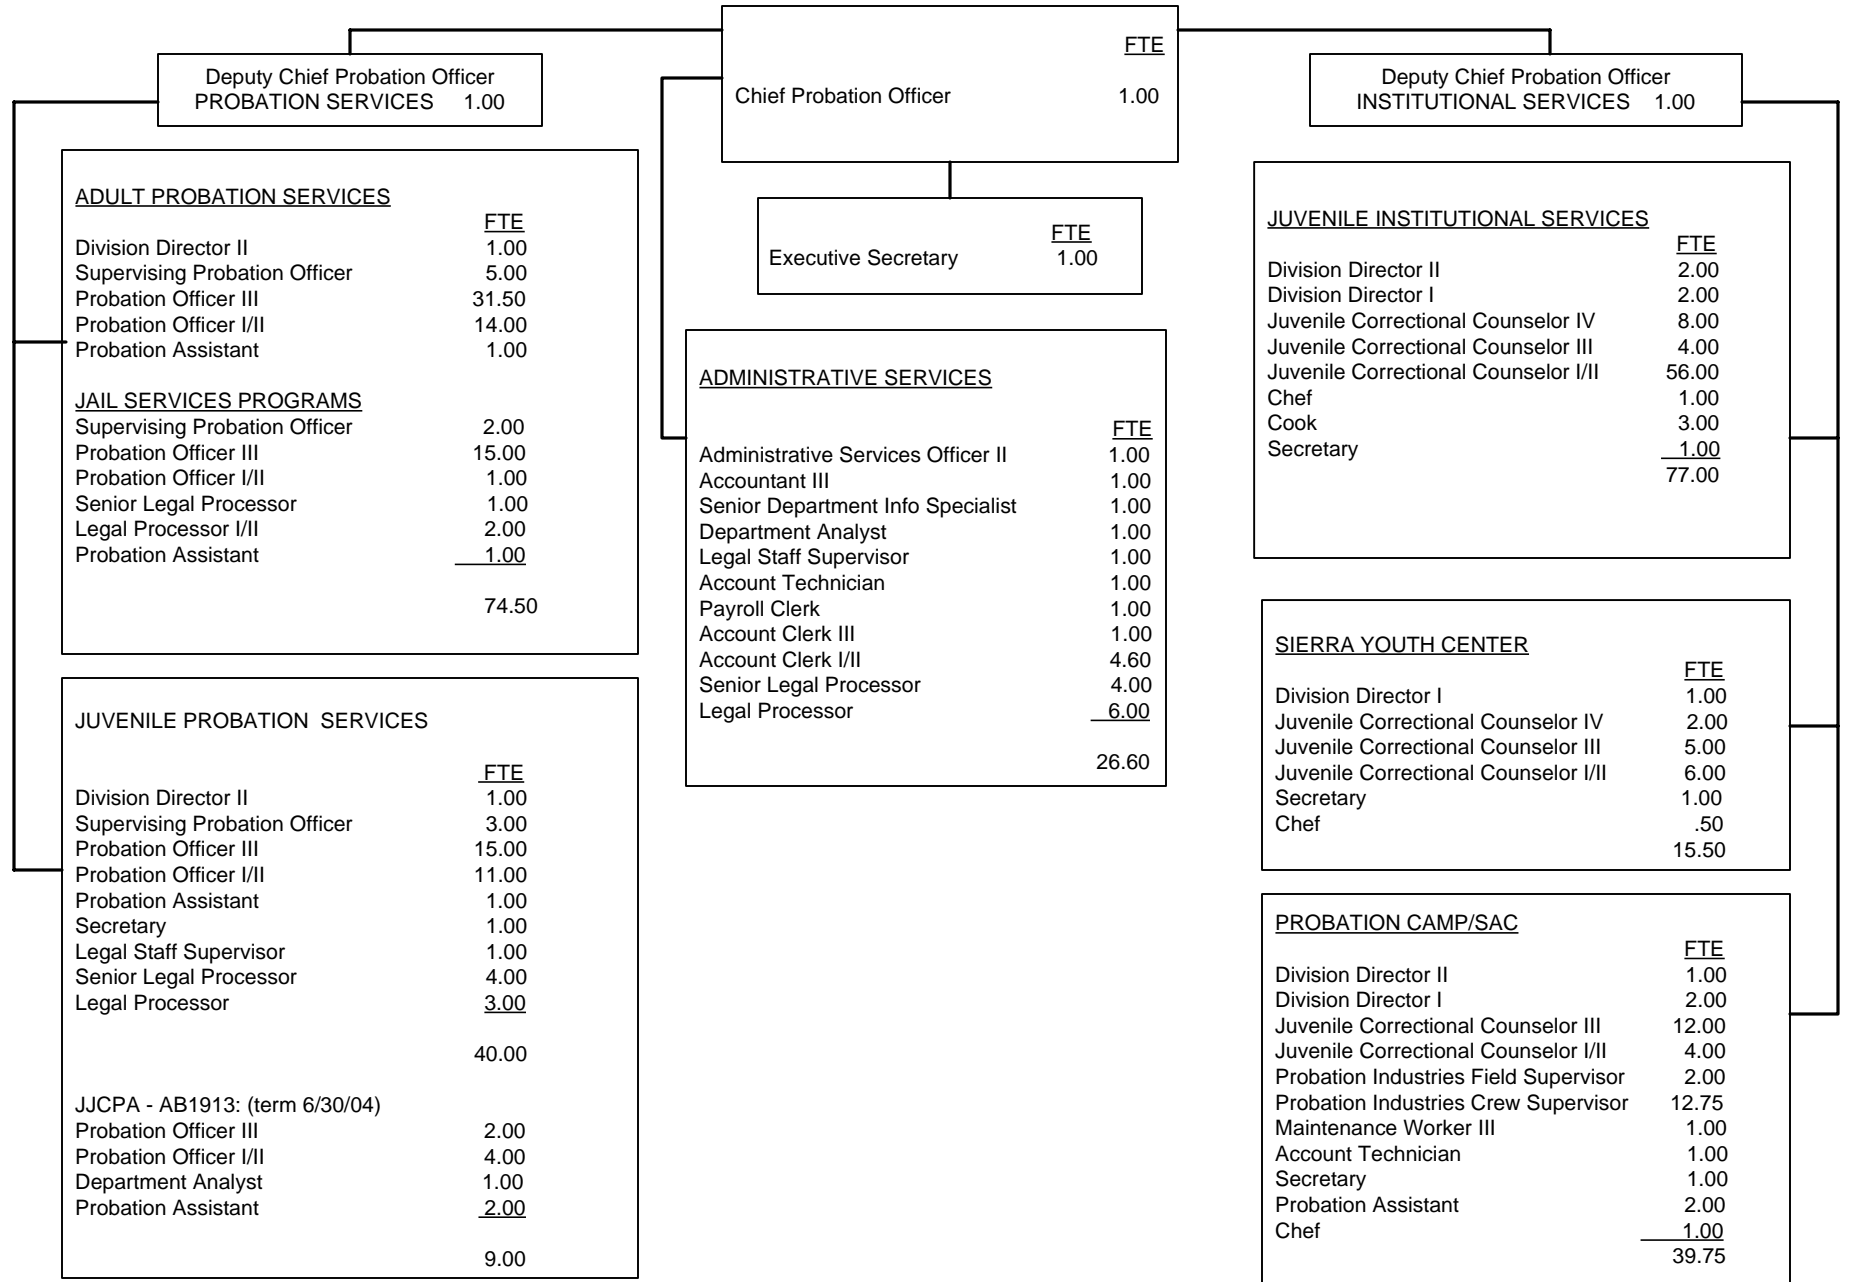 FTE
Chief Probation Officer 1.00
Deputy Chief Probation Officer
PROBATION SERVICES 1.00
Deputy Chief Probation Officer
INSTITUTIONAL SERVICES 1.00
ADULT PROBATION SERVICES
FTE
Division Director II 1.00
Supervising Probation Officer 5.00
Probation Officer III 31.50
Probation Officer I/II 14.00
Probation Assistant 1.00
JAIL SERVICES PROGRAMS
Supervising Probation Officer 2.00
Probation Officer III 15.00
Probation Officer I/II 1.00
Senior Legal Processor 1.00
Legal Processor I/II 2.00
Probation Assistant 1.00
74.50
JUVENILE PROBATION SERVICES
FTE
Division Director II 1.00
Supervising Probation Officer 3.00
Probation Officer III 15.00
Probation Officer I/II 11.00
Probation Assistant 1.00
Secretary 1.00
Legal Staff Supervisor 1.00
Senior Legal Processor 4.00
Legal Processor 3.00
40.00
JJCPA - AB1913: (term 6/30/04)
Probation Officer III 2.00
Probation Officer I/II 4.00
Department Analyst 1.00
Probation Assistant 2.00
9.00
FTE
Executive Secretary 1.00
ADMINISTRATIVE SERVICES
FTE
Administrative Services Officer II 1.00
Accountant III 1.00
Senior Department Info Specialist 1.00
Department Analyst 1.00
Legal Staff Supervisor 1.00
Account Technician 1.00
Payroll Clerk 1.00
Account Clerk III 1.00
Account Clerk I/II 4.60
Senior Legal Processor 4.00
Legal Processor 6.00
26.60
JUVENILE INSTITUTIONAL SERVICES
FTE
Division Director II 2.00
Division Director I 2.00
Juvenile Correctional Counselor IV 8.00
Juvenile Correctional Counselor III 4.00
Juvenile Correctional Counselor I/II 56.00
Chef 1.00
Cook 3.00
Secretary 1.00
77.00
SIERRA YOUTH CENTER
FTE
Division Director I 1.00
Juvenile Correctional Counselor IV 2.00
Juvenile Correctional Counselor III 5.00
Juvenile Correctional Counselor I/II 6.00
Secretary 1.00
Chef .50
15.50
PROBATION CAMP/SAC
FTE
Division Director II 1.00
Division Director I 2.00
Juvenile Correctional Counselor III 12.00
Juvenile Correctional Counselor I/II 4.00
Probation Industries Field Supervisor 2.00
Probation Industries Crew Supervisor 12.75
Maintenance Worker III 1.00
Account Technician 1.00
Secretary 1.00
Probation Assistant 2.00
Chef 1.00
39.75